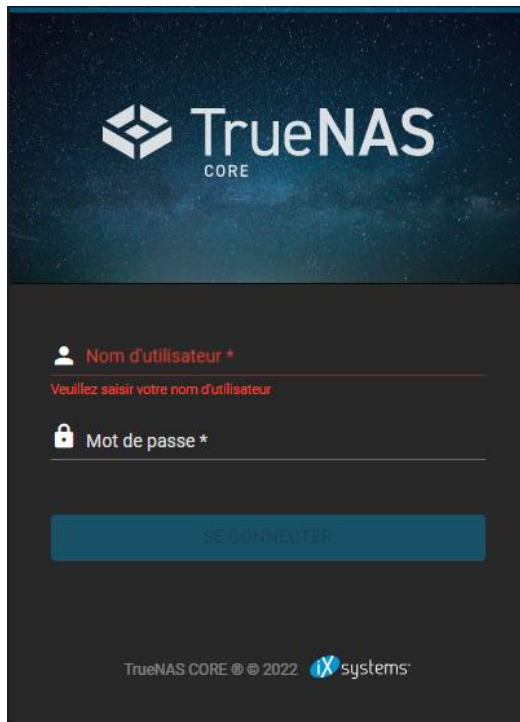 TrueNAS
CORE
Nom d'utilisateur *
Veuillez saisir votre nom d'utilisateur
Mot de passe *
SE CONNECTER
TrueNAS CORE ® © 2022 iX systems